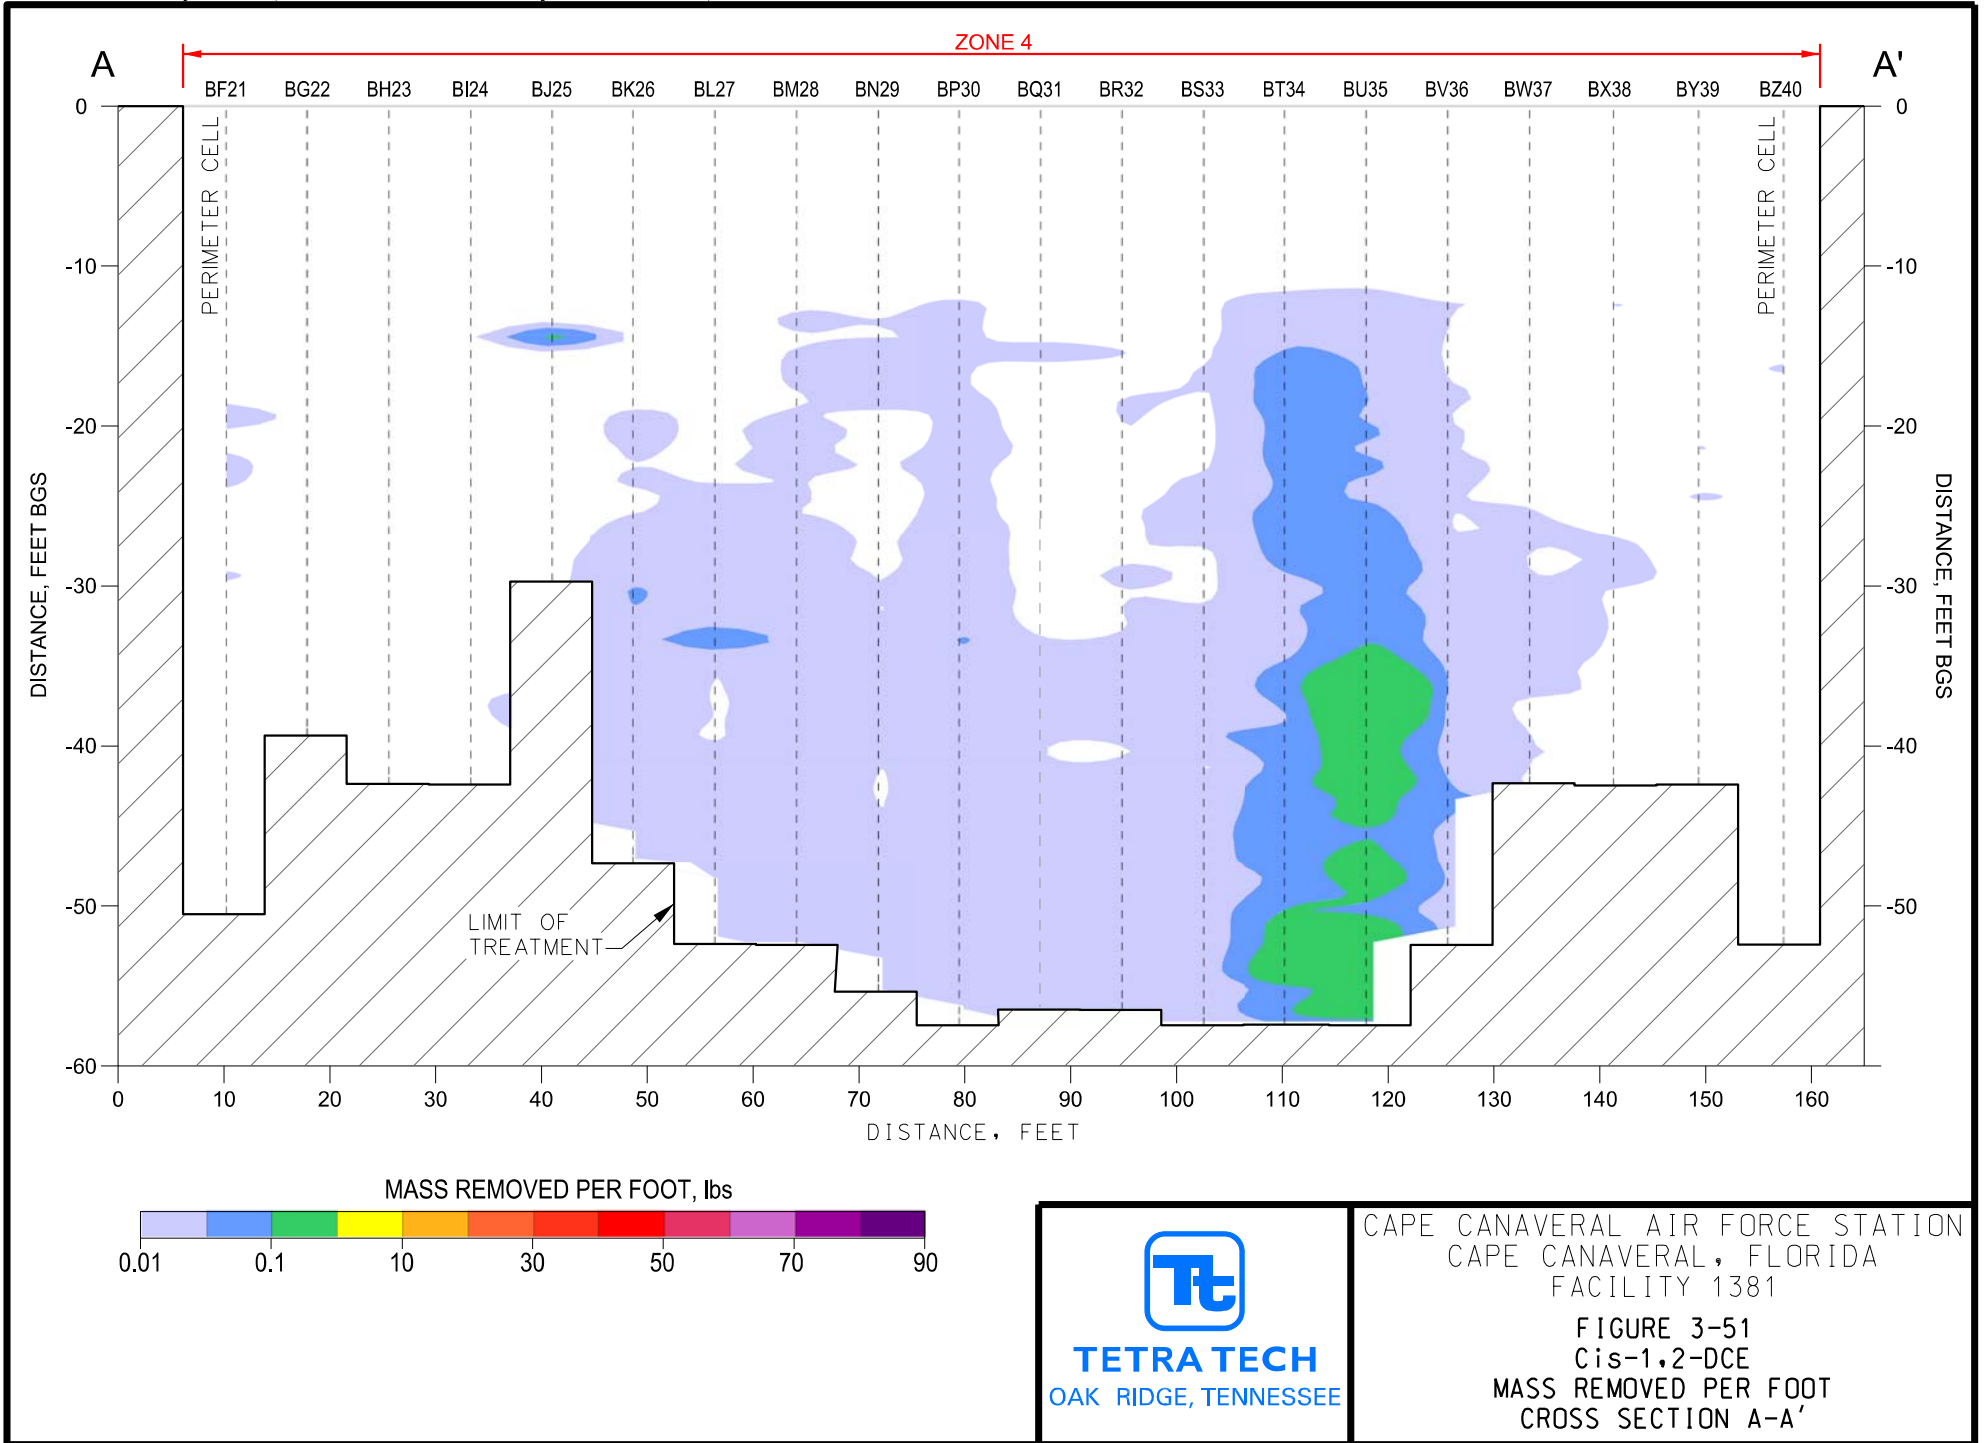 ZONE 4
A
A'
BF21 BG22 BH23 BI24 BJ25 BK26 BL27 BM28 BN29 BP30 BQ31 BR32 BS33 BT34 BU35 BV36 BW37 BX38 BY39 BZ40
PERIMETER CELL
PERIMETER CELL
0
-10
-20
-30
-40
-50
-60
DISTANCE, FEET BGS
0
-10
-20
-30
-40
-50
DISTANCE, FEET BGS
LIMIT OF
TREATMENT
0 10 20 30 40 50 60 70 80 90 100 110 120 130 140 150 160
DISTANCE, FEET
MASS REMOVED PER FOOT, lbs
0.01 0.1 10 30 50 70 90
Tt
TETRA TECH
OAK RIDGE, TENNESSEE
CAPE CANAVERAL AIR FORCE STATION
CAPE CANAVERAL, FLORIDA
FACILITY 1381
FIGURE 3-51
Cis-1,2-DCE
MASS REMOVED PER FOOT
CROSS SECTION A-A'